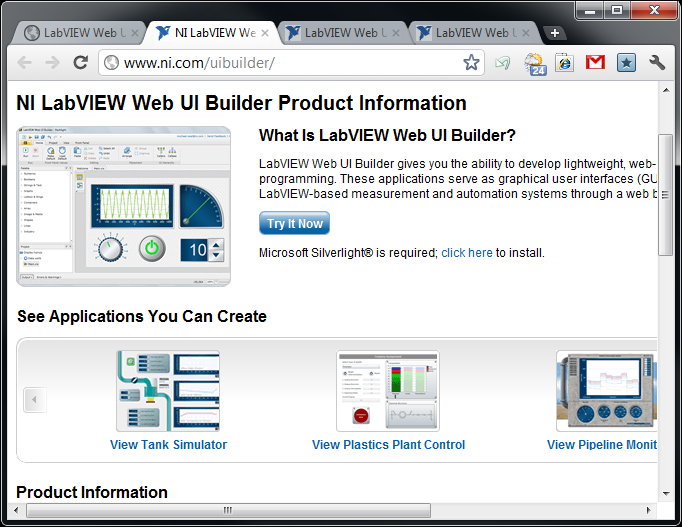 LabVIEW Web U
NI LabVIEW We
LabVIEW Web U
LabVIEW Web U
www.ni.com/uibuilder/
24
NI LabVIEW Web UI Builder Product Information
What Is LabVIEW Web UI Builder?
LabVIEW Web UI Builder gives you the ability to develop lightweight, web-
programming. These applications serve as graphical user interfaces (GU
LabVIEW-based measurement and automation systems through a web b
10
Try It Now
Microsoft Silverlight® is required; click here to install.
See Applications You Can Create
View Tank Simulator
View Plastics Plant Control
View Pipeline Monit
Product Information